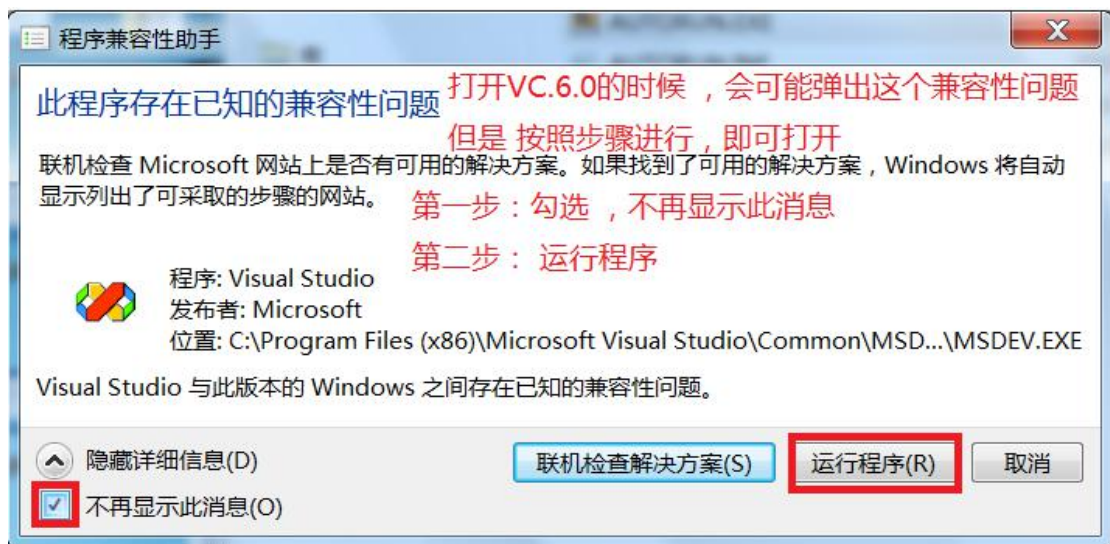 程序兼容性助手
此程序存在已知的兼容性问题
打开VC.6.0的时候 ，会可能弹出这个兼容性问题
但是 按照步骤进行，即可打开
联机检查 Microsoft 网站上是否有可用的解决方案。如果找到了可用的解决方案，Windows 将自动
显示列出了可采取的步骤的网站。
第一步：勾选 ，不再显示此消息
第二步： 运行程序
程序: Visual Studio
发布者: Microsoft
位置: C:\Program Files (x86)\Microsoft Visual Studio\Common\MSD...\MSDEV.EXE
Visual Studio 与此版本的 Windows 之间存在已知的兼容性问题。
隐藏详细信息(D)
联机检查解决方案(S)
运行程序(R)
取消
不再显示此消息(O)